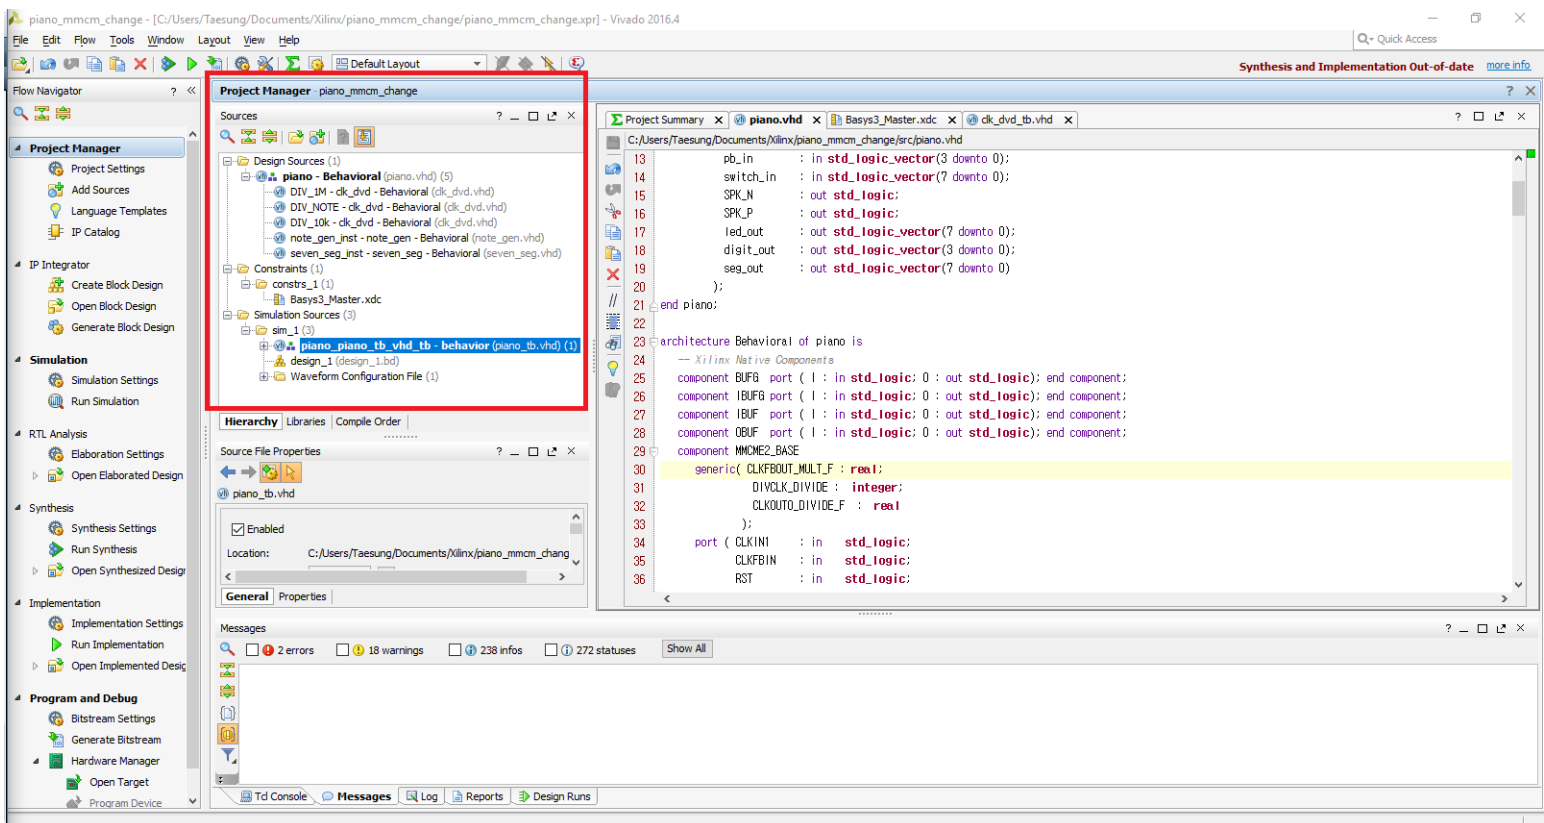 piano_mmcm_change - [C:/Users/Taesung/Documents/Xilinx/piano_mmcm_change/piano_mmcm_change.xpr] - Vivado 2016.4
File Edit Flow Tools Window Layout View Help
Quick Access
Default Layout
Synthesis and Implementation Out-of-date more info
Flow Navigator
Project Manager
Project Settings
Add Sources
Language Templates
IP Catalog
IP Integrator
Create Block Design
Open Block Design
Generate Block Design
Simulation
Simulation Settings
Run Simulation
RTL Analysis
Elaboration Settings
Open Elaborated Design
Synthesis
Synthesis Settings
Run Synthesis
Open Synthesized Design
Implementation
Implementation Settings
Run Implementation
Open Implemented Desig
Program and Debug
Bitstream Settings
Generate Bitstream
Hardware Manager
Open Target
Program Device
Project Manager - piano_mmcm_change
Sources
Design Sources (1)
piano - Behavioral (piano.vhd) (5)
DIV_1M - clk_dvd - Behavioral (clk_dvd.vhd)
DIV_NOTE - clk_dvd - Behavioral (clk_dvd.vhd)
DIV_10k - clk_dvd - Behavioral (clk_dvd.vhd)
note_gen_inst - note_gen - Behavioral (note_gen.vhd)
seven_seg_inst - seven_seg - Behavioral (seven_seg.vhd)
Constraints (1)
constrs_1 (1)
Basys3_Master.xdc
Simulation Sources (3)
sim_1 (3)
piano_piano_tb_vhd_tb - behavior (piano_tb.vhd) (1)
design_1 (design_1.bd)
Waveform Configuration File (1)
Hierarchy Libraries Compile Order
Source File Properties
piano_tb.vhd
Enabled
Location: C:/Users/Taesung/Documents/Xilinx/piano_mmcm_chang
General Properties
Project Summary piano.vhd Basys3_Master.xdc clk_dvd_tb.vhd
C:/Users/Taesung/Documents/Xilinx/piano_mmcm_change/src/piano.vhd
13 pb_in : in std_logic_vector(3 downto 0);
14 switch_in : in std_logic_vector(7 downto 0);
15 SPK_N : out std_logic;
16 SPK_P : out std_logic;
17 led_out : out std_logic_vector(7 downto 0);
18 digit_out : out std_logic_vector(3 downto 0);
19 seg_out : out std_logic_vector(7 downto 0)
20 );
21 end piano;
22
23 architecture Behavioral of piano is
24 -- Xilinx Native Components
25 component BUFG port ( I : in std_logic; O : out std_logic); end component;
26 component IBUFG port ( I : in std_logic; O : out std_logic); end component;
27 component IBUF port ( I : in std_logic; O : out std_logic); end component;
28 component OBUF port ( I : in std_logic; O : out std_logic); end component;
29 component MMCME2_BASE
30 generic( CLKFBOUT_MULT_F : real;
31 DIVCLK_DIVIDE : integer;
32 CLKOUT0_DIVIDE_F : real
33 );
34 port ( CLKIN1 : in std_logic;
35 CLKFBIN : in std_logic;
36 RST : in std_logic;
Messages
2 errors 18 warnings 238 infos 272 statuses Show All
Tcl Console Messages Log Reports Design Runs